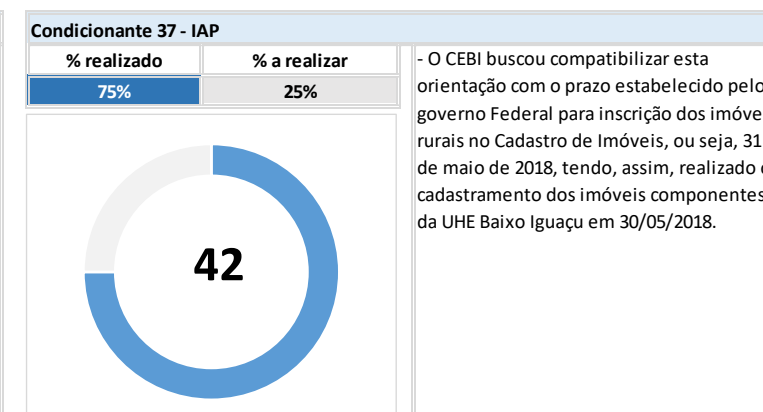 Condicionante 37 - IAP
% realizado % a realizar
75% 25%
42
- O CEBI buscou compatibilizar esta
orientação com o prazo estabelecido pelo
governo Federal para inscrição dos
rurais no Cadastro de Imóveis, ou seja, 31
de maio de 2018, tendo, assim, realizado
cadastramento dos imóveis componentes
da UHE Baixo Iguaçu em 30/05/2018.